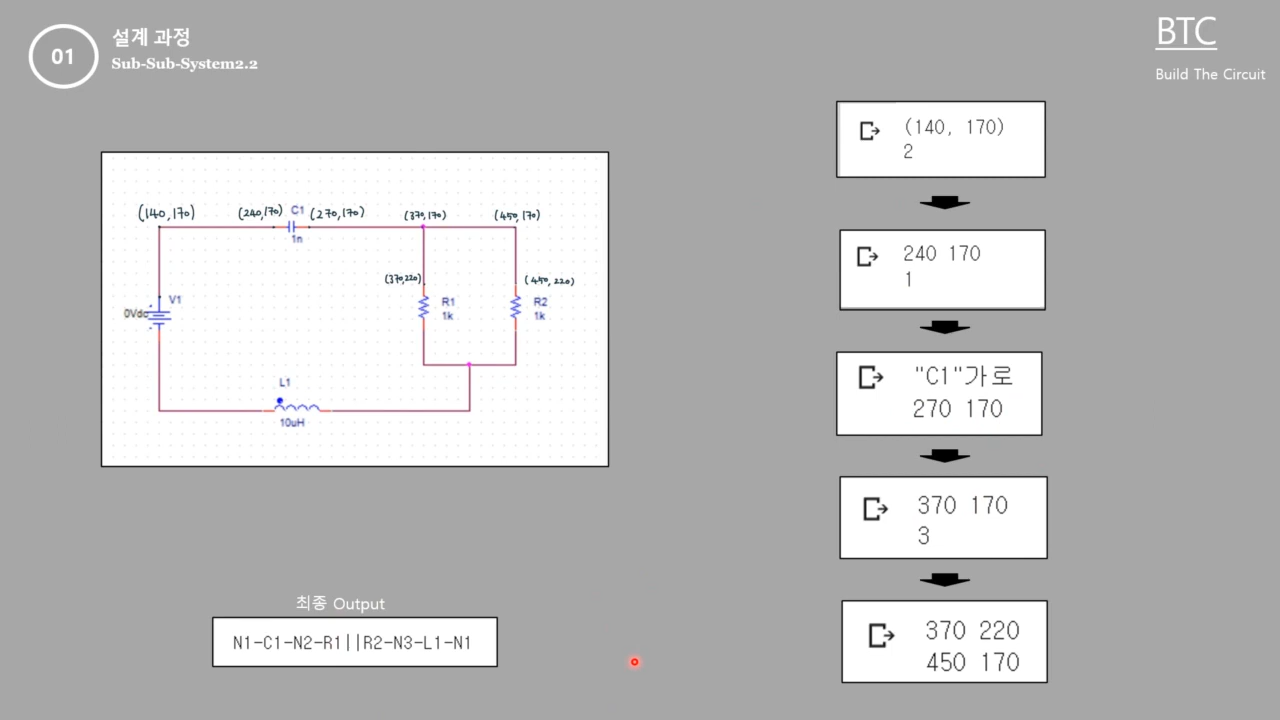 01
설계 과정
Sub-Sub-System2.2
BTC
Build The Circuit
(140,170)
(240,170)
C1
(270,170)
(370,170)
(450,170)
1n
(370,220)
(450,220)
V1
0Vdc
R1
1k
R2
1k
L1
10uH
최종 Output
N1-C1-N2-R1||R2-N3-L1-N1
(140, 170)
2
240 170
1
"C1"가로
270 170
370 170
3
370 220
450 170